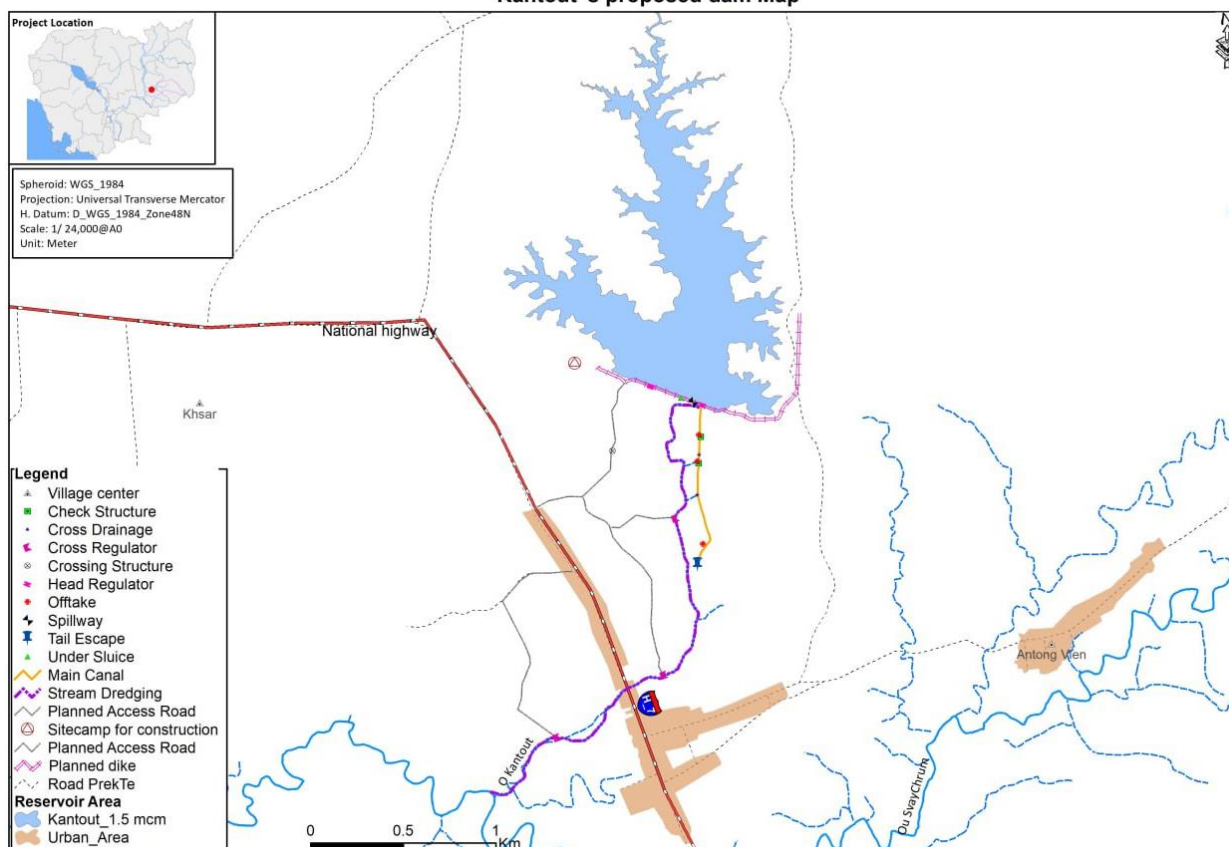 Kantout's proposed dam Map
Project Location
Spheroid: WGS_1984
Projection: Universal Transverse Mercator
H. Datum: D_WGS_1984_Zone48N
Scale: 1/ 24,000@A0
Unit: Meter
National highway
Khsar
Legend
Village center
Check Structure
Cross Drainage
Cross Regulator
Crossing Structure
Head Regulator
Offtake
Spillway
Tail Escape
Under Sluice
Main Canal
Stream Dredging
Planned Access Road
Sitecamp for construction
Planned Access Road
Planned dike
Road PrekTe
Reservoir Area
Kantout_1.5 mcm
Urban_Area
Antong Vien
O Kantout
Ou SvayChrum
0 0.5 1
Km